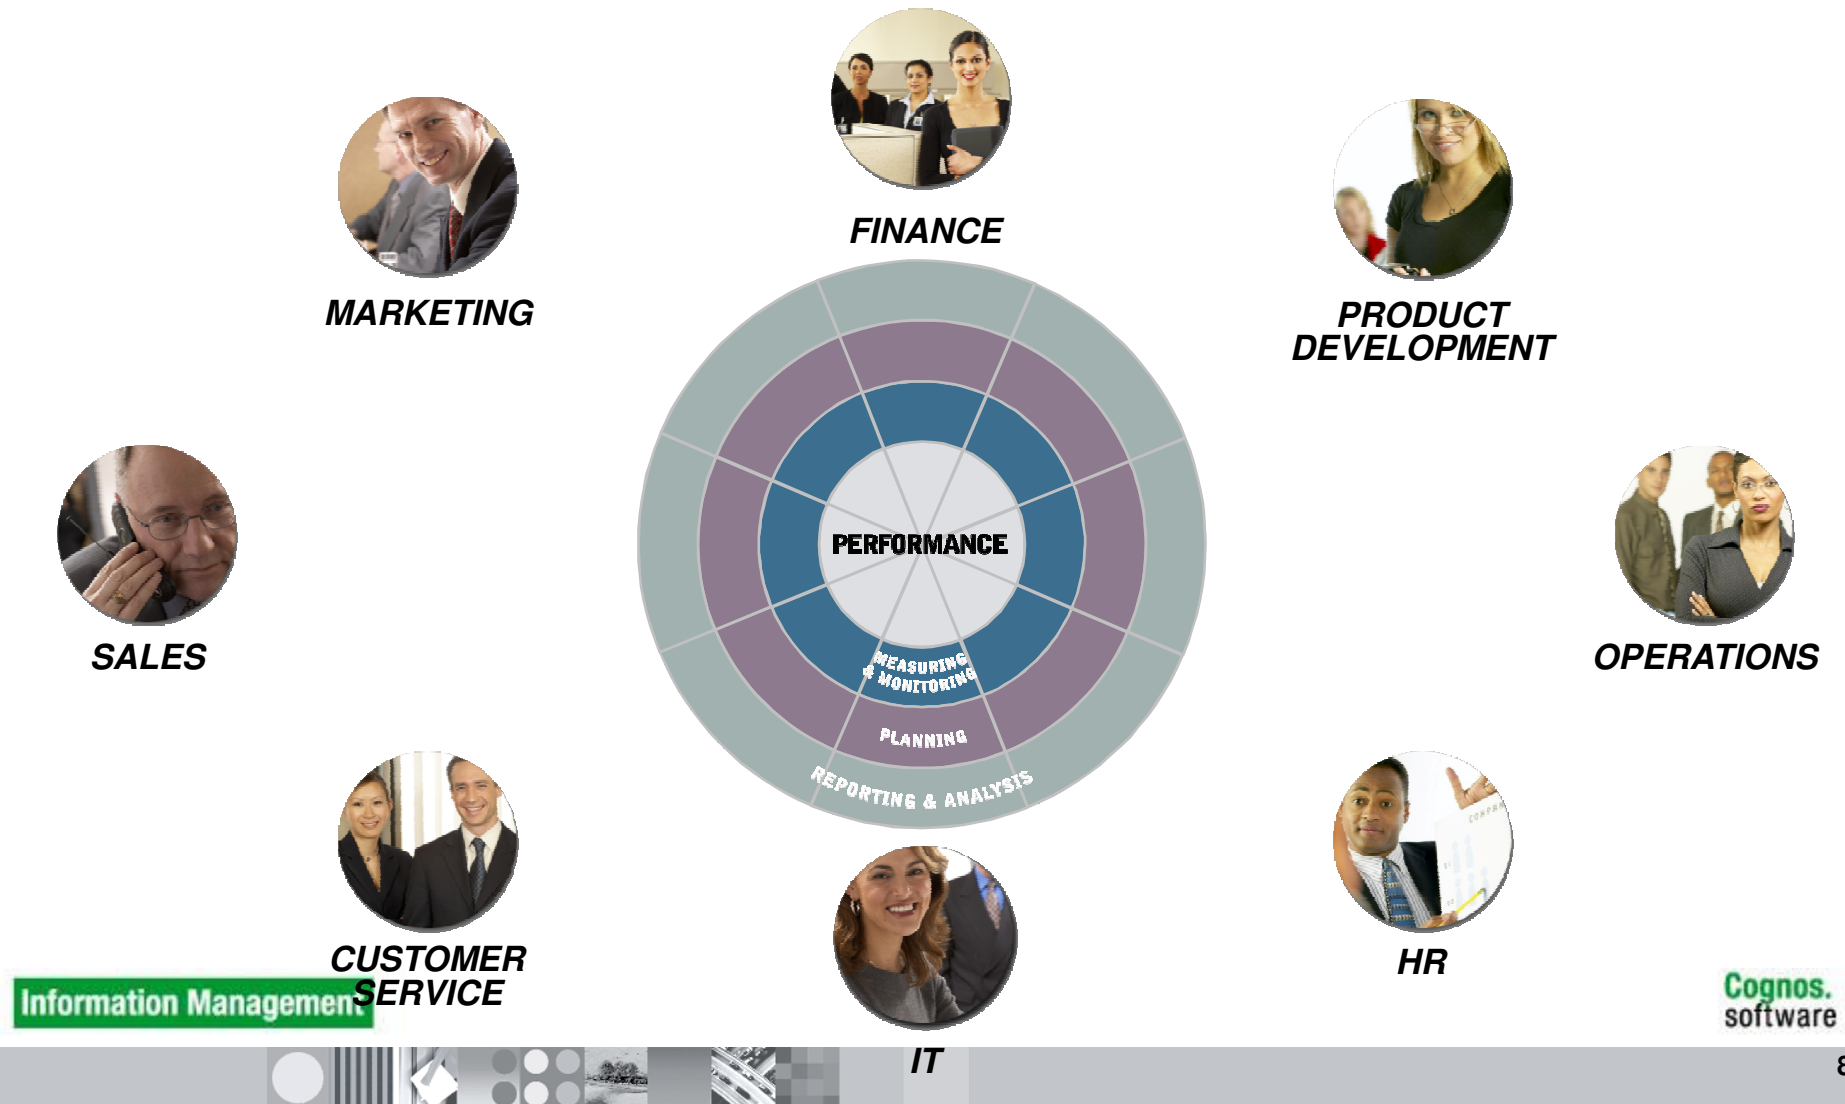 FINANCE
MARKETING
PRODUCT
DEVELOPMENT
PERFORMANCE
SALES
OPERATIONS
MEASURING
& MONITORING
PLANNING
REPORTING & ANALYSIS
CUSTOMER
SERVICE
HR
Information Management
Cognos.
software
IT
8